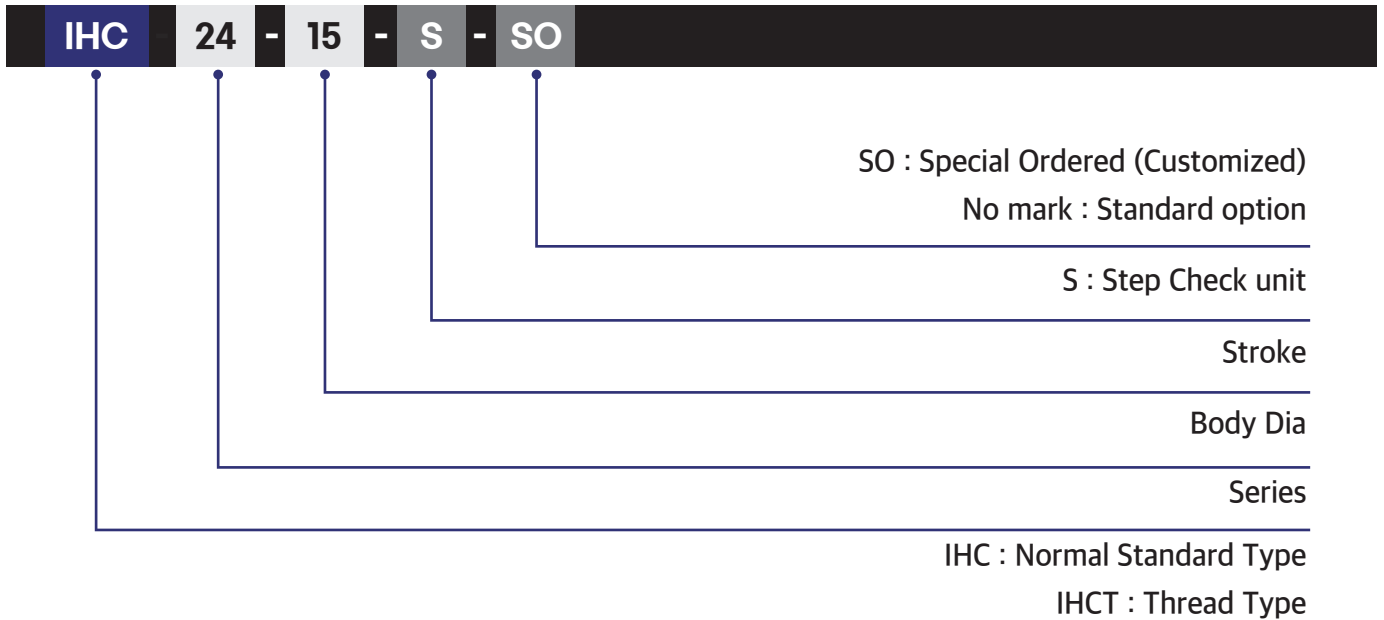 IHC - 24 - 15 - S - SO
SO : Special Ordered (Customized)
No mark : Standard option
S : Step Check unit
Stroke
Body Dia
Series
IHC : Normal Standard Type
IHCT : Thread Type